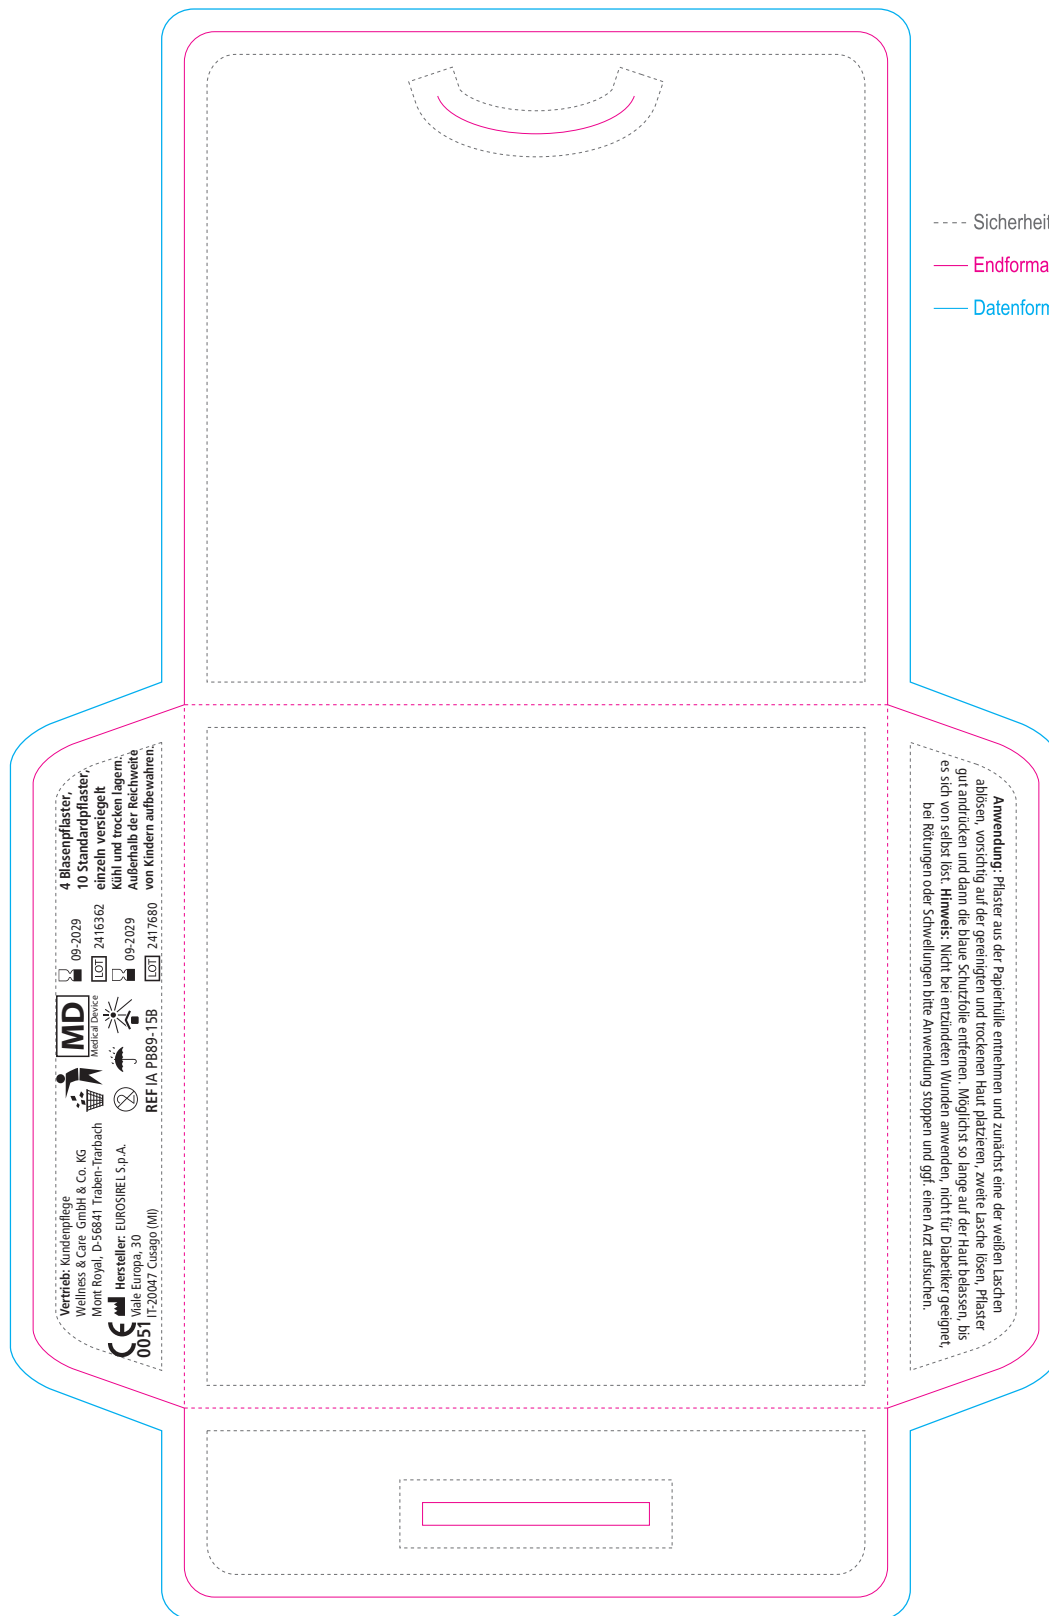 Sicherheit
Endforma
Datenform
4 Blasenpflaster,
10 Standardpflaster,
einzeln versiegelt
Kühl und trocken lagern.
Außerhalb der Reichweite
von Kindern aufbewahren.
09-2029
LOT 2416362
09-2029
LOT 2417680
MD
Medical Device
2
REF IA PB89-15B
Vertrieb: Kundenpflege
Wellness & Care GmbH & Co. KG
Mont Royal, D-56841 Traben-Trarbach
Hersteller: EUROSIREL S.p.A.
Viale Europa, 30
IT-20047 Cusago (MI)
CE
0051
Anwendung: Pflaster aus der Papierhülle entnehmen und zunächst eine der weißen Laschen
ablösen, vorsichtig auf der gereinigten und trockenen Haut platzieren, zweite Lasche lösen, Pflaster
gut andrücken und dann die blaue Schutzfolie entfernen. Möglichst so lange auf der Haut belassen, bis
es sich von selbst löst. Hinweis: Nicht bei entzündeten Wunden anwenden, nicht für Diabetiker geeignet,
bei Rötungen oder Schwellungen bitte Anwendung stoppen und ggf. einen Arzt aufsuchen.